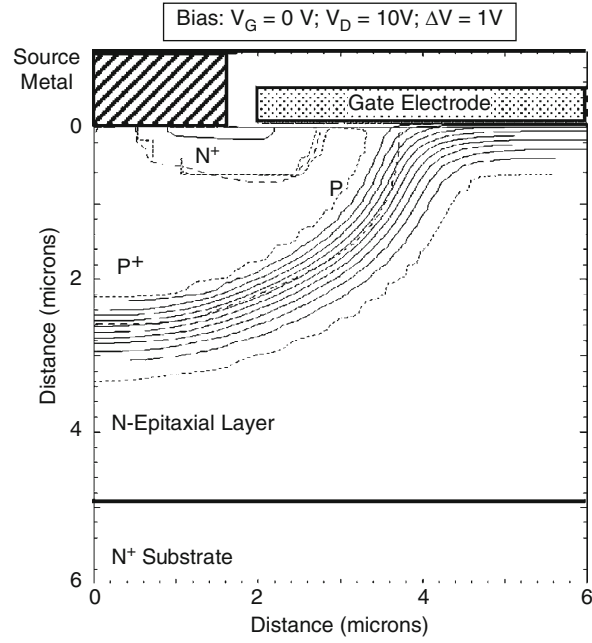 Bias: V_G = 0 V; V_D = 10V; ΔV = 1V
Source
Metal
Gate Electrode
0
N⁺
P
P⁺
2
Distance (microns)
N-Epitaxial Layer
4
N⁺ Substrate
6
0
2
4
6
Distance (microns)